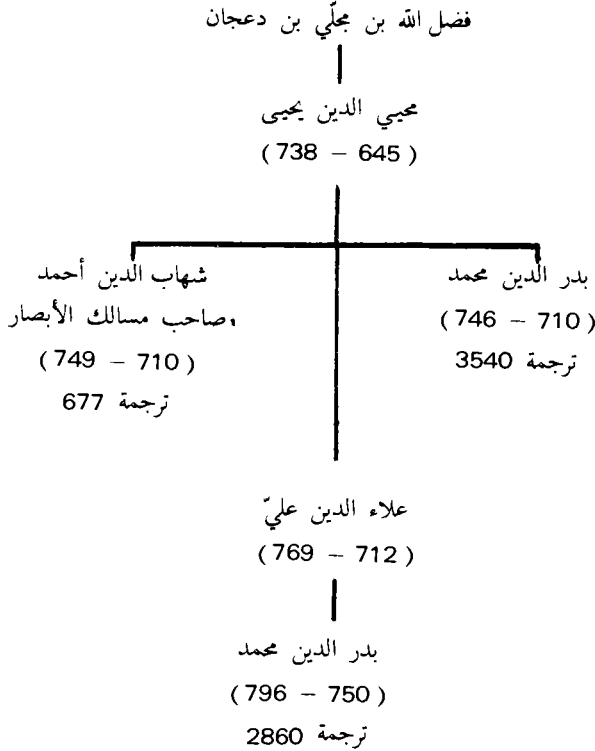 فضل الله بن مجلّي بن دعجان
محيي الدين يحيى
(645 – 738)
بدر الدين محمد
(710 – 746)
ترجمة 3540
شهاب الدين أحمد
صاحب مسالك الأبصار
(710 – 749)
ترجمة 677
علاء الدين عليّ
(712 – 769)
بدر الدين محمد
(750 – 796)
ترجمة 2860